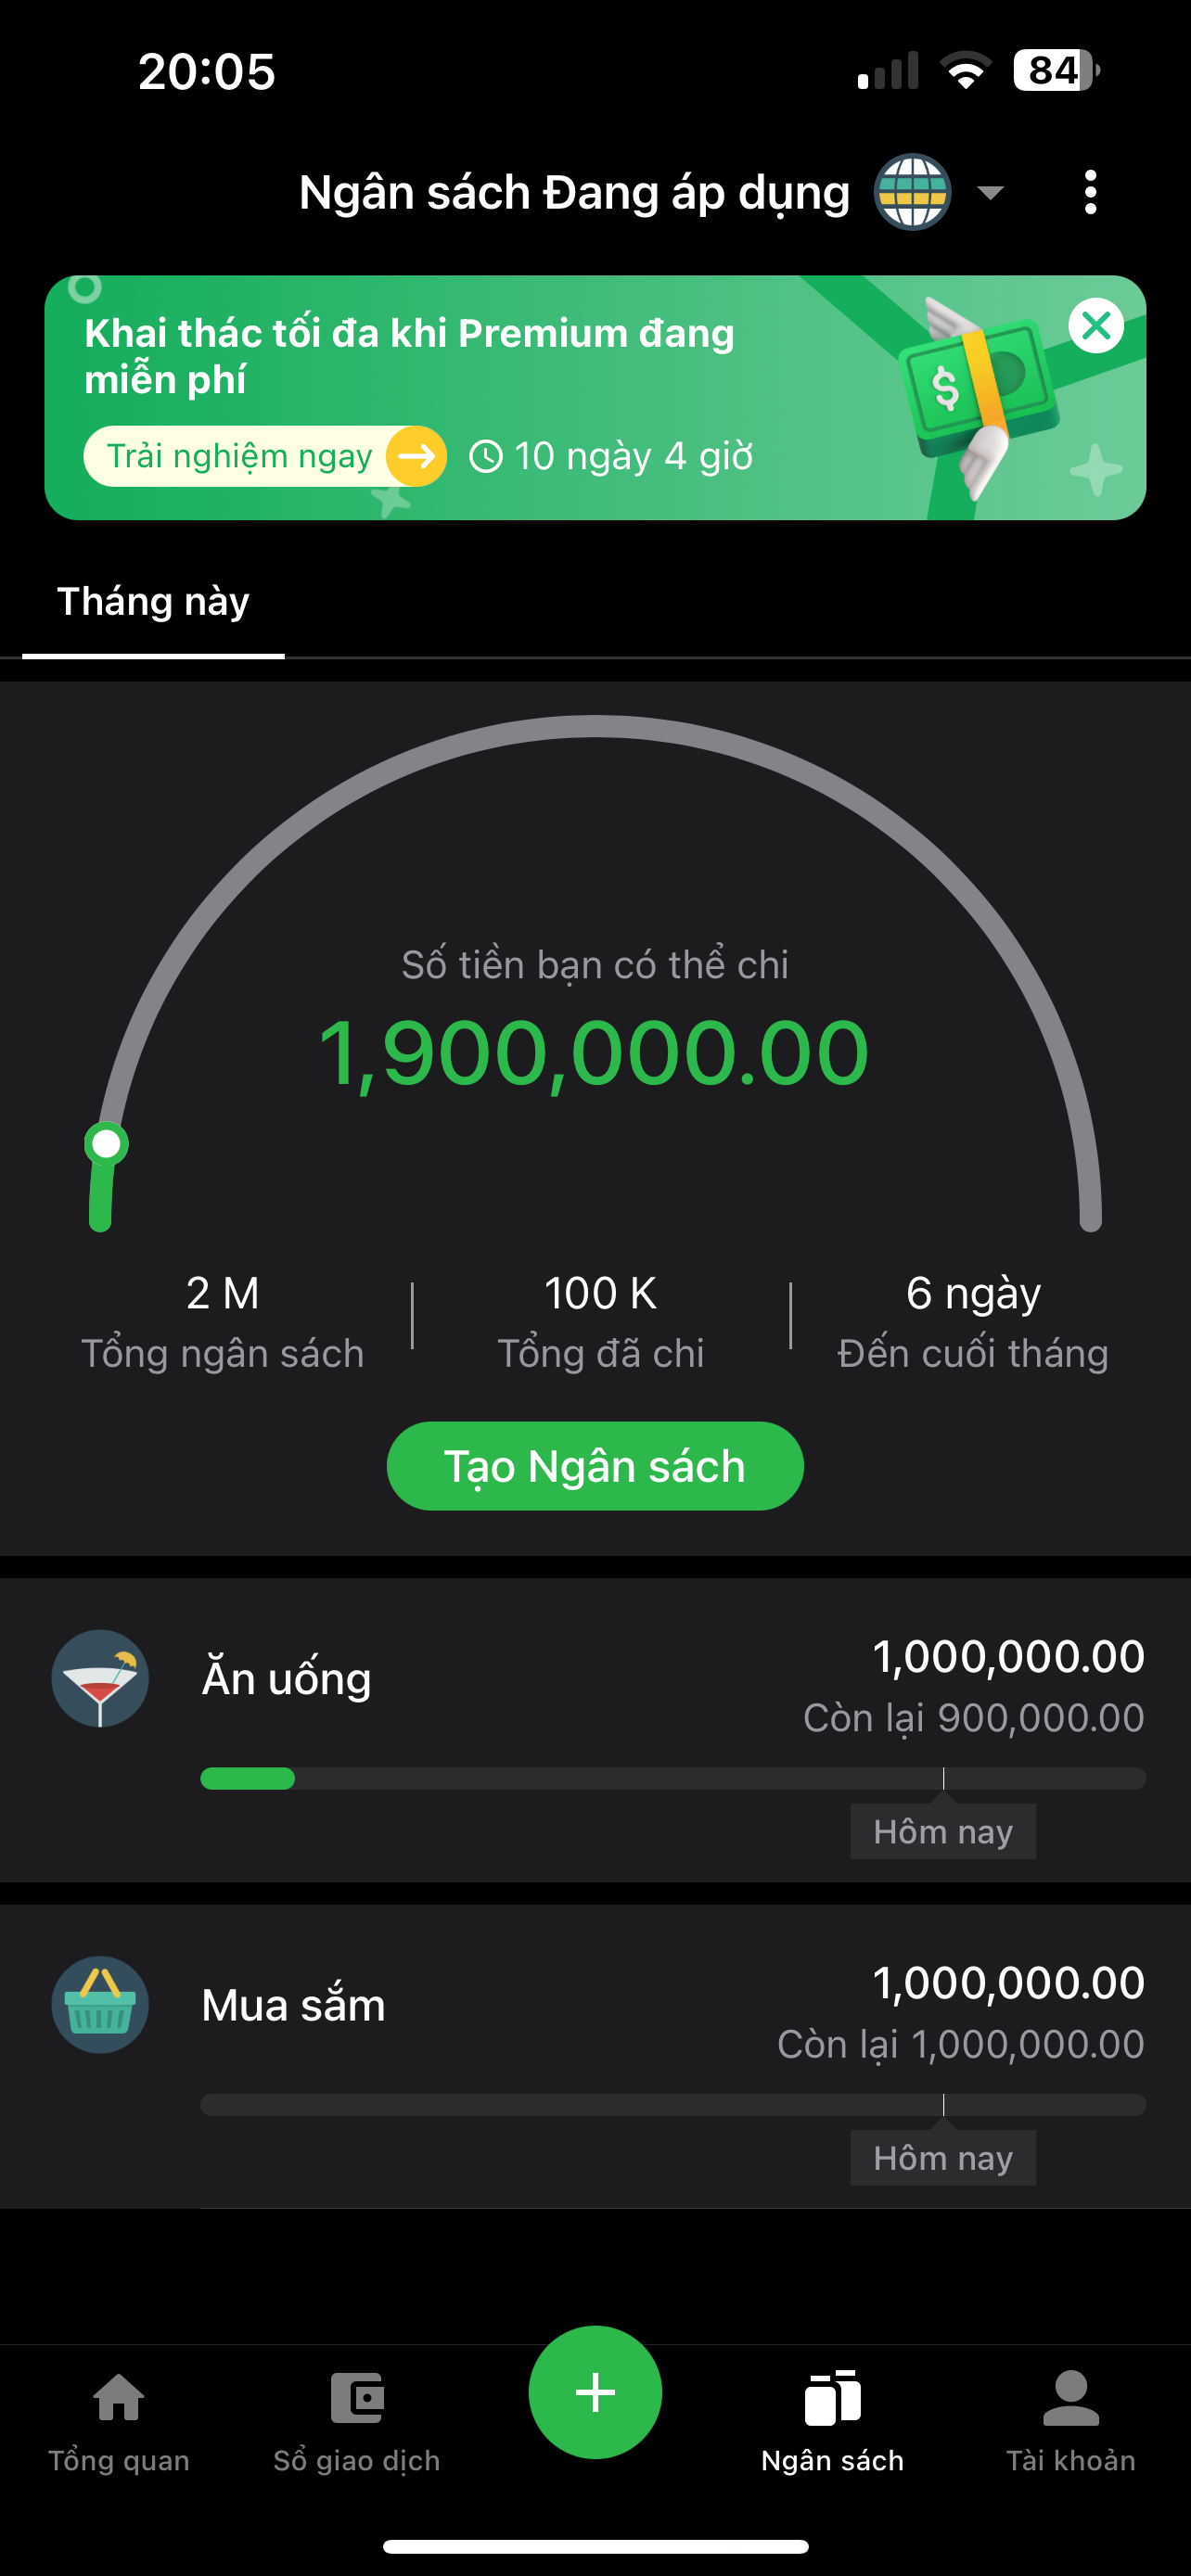 20:05
84
Ngân sách Đang áp dụng
Khai thác tối đa khi Premium đang
miễn phí
Trải nghiệm ngay
10 ngày 4 giờ
$
Tháng này
Số tiền bạn có thể chi
1,900,000.00
2 M
100 K
6 ngày
Tổng ngân sách
Tổng đã chi
Đến cuối tháng
Tạo Ngân sách
Ăn uống
1,000,000.00
Còn lại 900,000.00
Hôm nay
Mua sắm
1,000,000.00
Còn lại 1,000,000.00
Hôm nay
Tổng quan
Sổ giao dịch
Ngân sách
Tài khoản